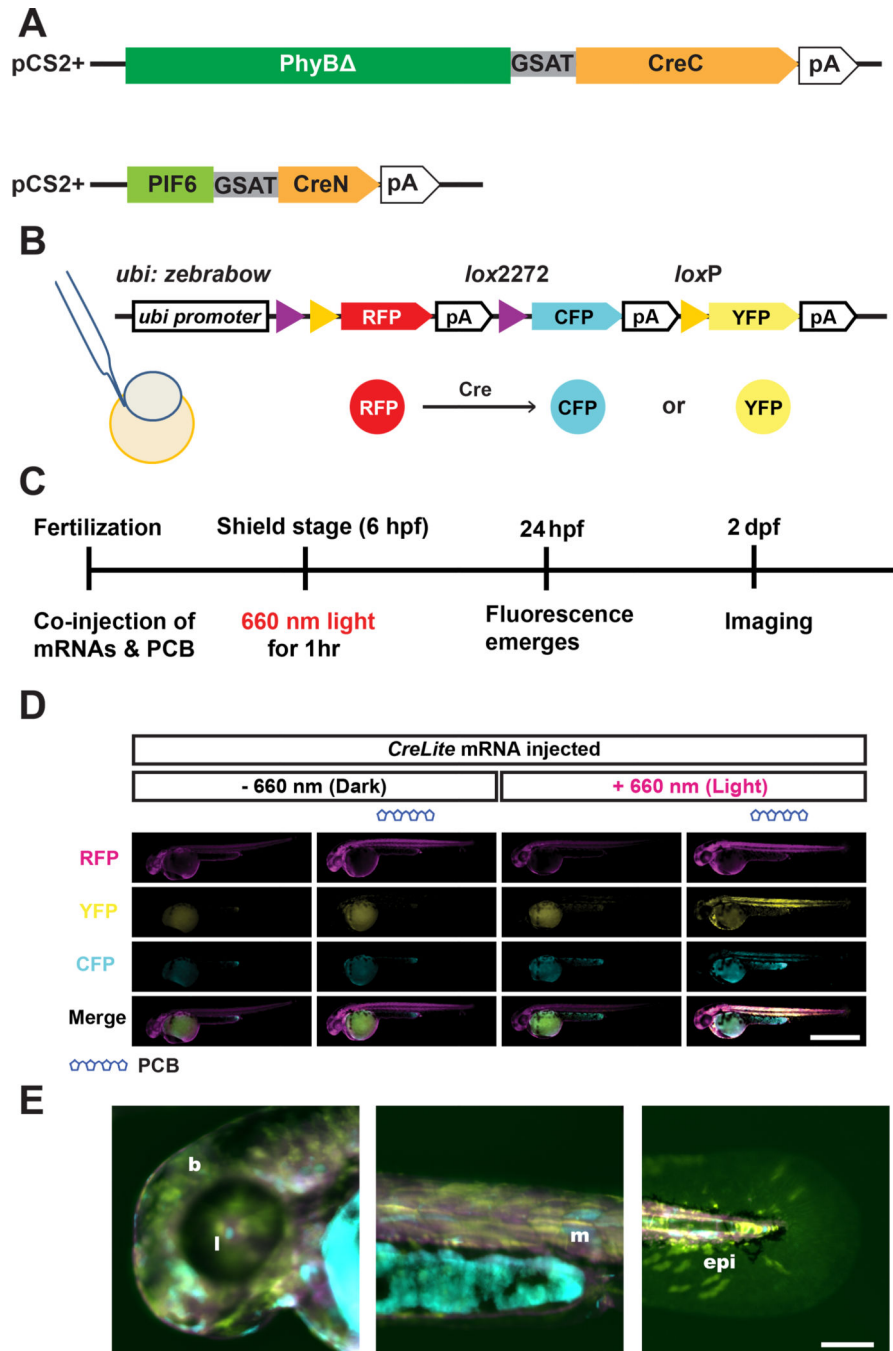 A
pCS2+ PhyBΔ GSAT CreC pA
pCS2+ PIF6 GSAT CreN pA
B
ubi: zebrabow lox2272 loxP
ubi promoter RFP pA CFP pA YFP pA
RFP Cre CFP or YFP
C
Fertilization Shield stage (6 hpf) 24 hpf 2 dpf
Co-injection of mRNAs & PCB
660 nm light for 1hr
Fluorescence emerges
Imaging
D
CreLite mRNA injected
- 660 nm (Dark) + 660 nm (Light)
RFP
YFP
CFP
Merge
PCB
E
b
l
m
epi